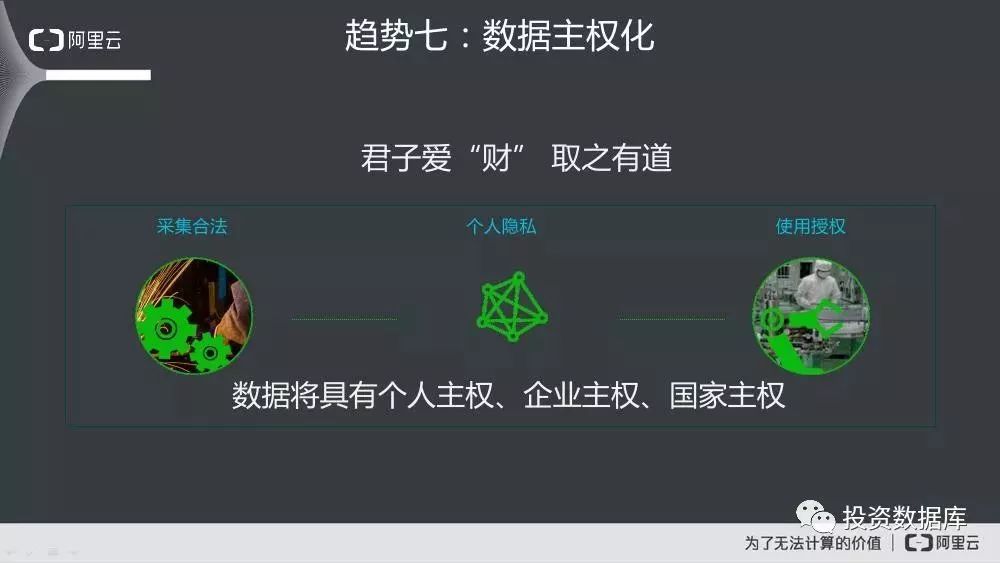 阿里云
趋势七：数据主权化
君子爱“财” 取之有道
采集合法
个人隐私
使用授权
数据将具有个人主权、企业主权、国家主权
投资数据库
为了无法计算的价值 | 阿里云